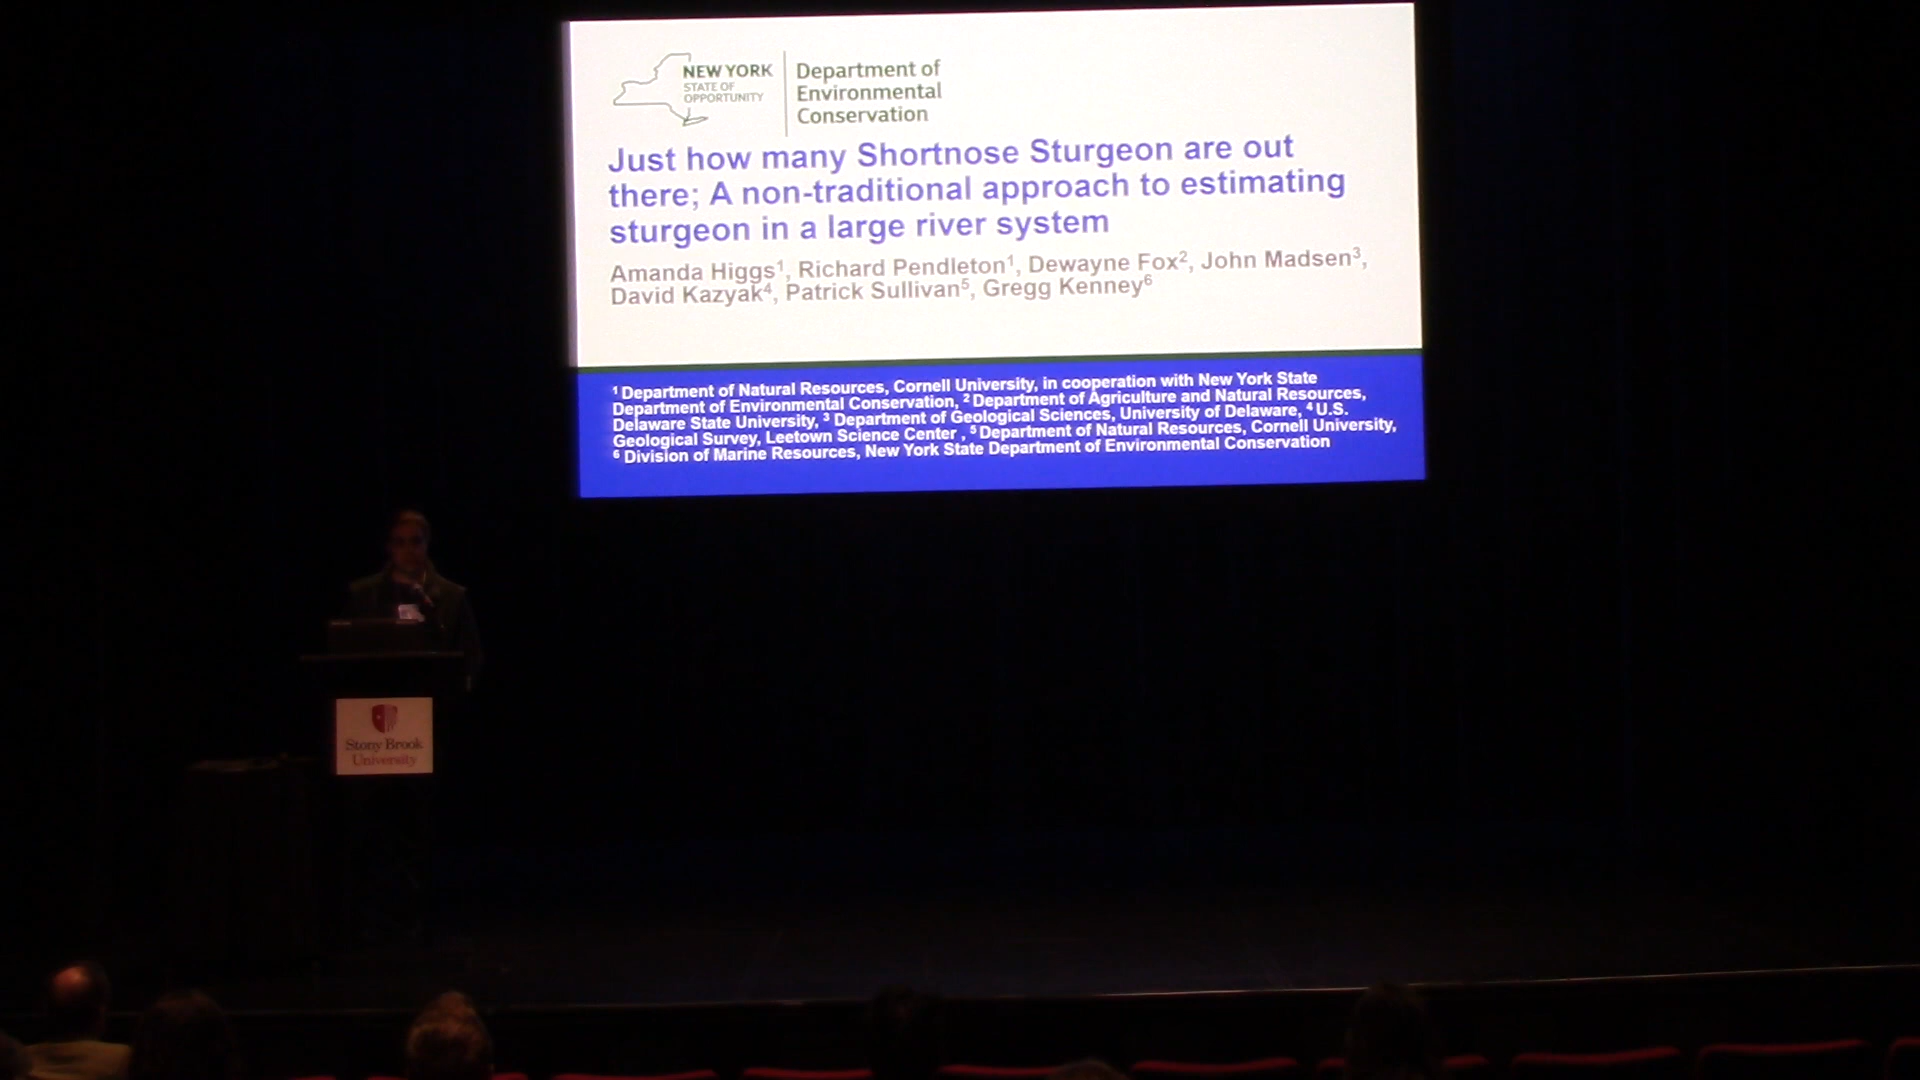 NEW YORK
STATE OF
OPPORTUNITY
Department of
Environmental
Conservation
Just how many Shortnose Sturgeon are out
there; A non-traditional approach to estimating
sturgeon in a large river system
Amanda Higgs¹, Richard Pendleton¹, Dewayne Fox², John Madsen³,
David Kazyak⁴, Patrick Sullivan⁵, Gregg Kenney⁶
¹ Department of Natural Resources, Cornell University, in cooperation with New York State
Department of Environmental Conservation, ² Department of Agriculture and Natural Resources,
Delaware State University, ³ Department of Geological Sciences, University of Delaware, ⁴ U.S.
Geological Survey, Leetown Science Center , ⁵ Department of Natural Resources, Cornell University,
⁶ Division of Marine Resources, New York State Department of Environmental Conservation
Stony Brook
University